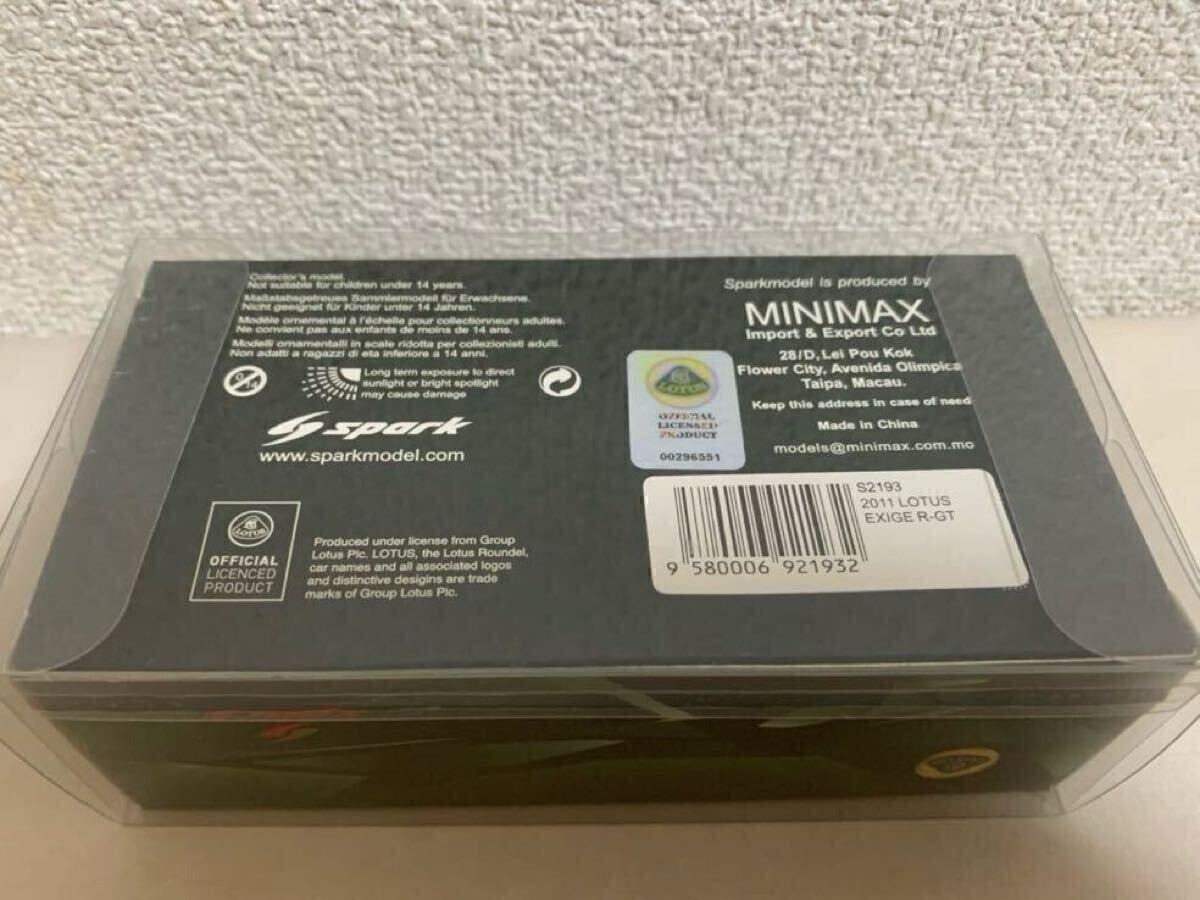 Collector's model.
Not suitable for children under 14 years.
Maßstabsgetreues Sammlermodell für Erwachsene.
Nicht geeignet für Kinder unter 14 Jahren.
Modèle ornemental à l'échelle pour collectionneurs adultes.
Ne convient pas aux enfants de moins de 14 ans.
Modelli ornamentalli in scale ridotta per collezionisti adulti.
Non adalti a ragazzi di eta inferiore a 14 anni.
Long term exposure to direct
sunlight or bright spotlight
may cause damage
spark
www.sparkmodel.com
LOTUS
OFFICIAL
LICENCED
PRODUCT
Produced under license from Group
Lotus Plc. LOTUS, the Lotus Roundel,
car names and all associated logos
and distinctive designs are trade
marks of Group Lotus Plc.
Sparkmodel is produced by
MINIMAX
Import & Export Co Ltd
28/D, Lei Pou Kok
Flower City, Avenida Olimpica
Taipa, Macau.
Keep this address in case of need
Made in China
models@minimax.com.mo
LOTUS
OFFICIAL
LICENSED
PRODUCT
00296551
S2193
2011 LOTUS
EXIGE R-GT
9 580006 921932